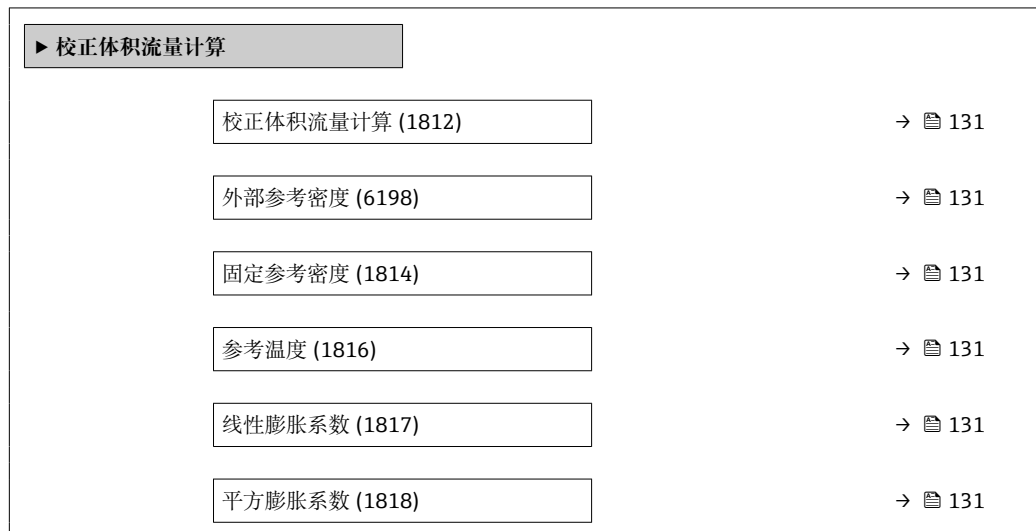 ▶ 校正体积流量计算
校正体积流量计算 (1812) → 131
外部参考密度 (6198) → 131
固定参考密度 (1814) → 131
参考温度 (1816) → 131
线性膨胀系数 (1817) → 131
平方膨胀系数 (1818) → 131